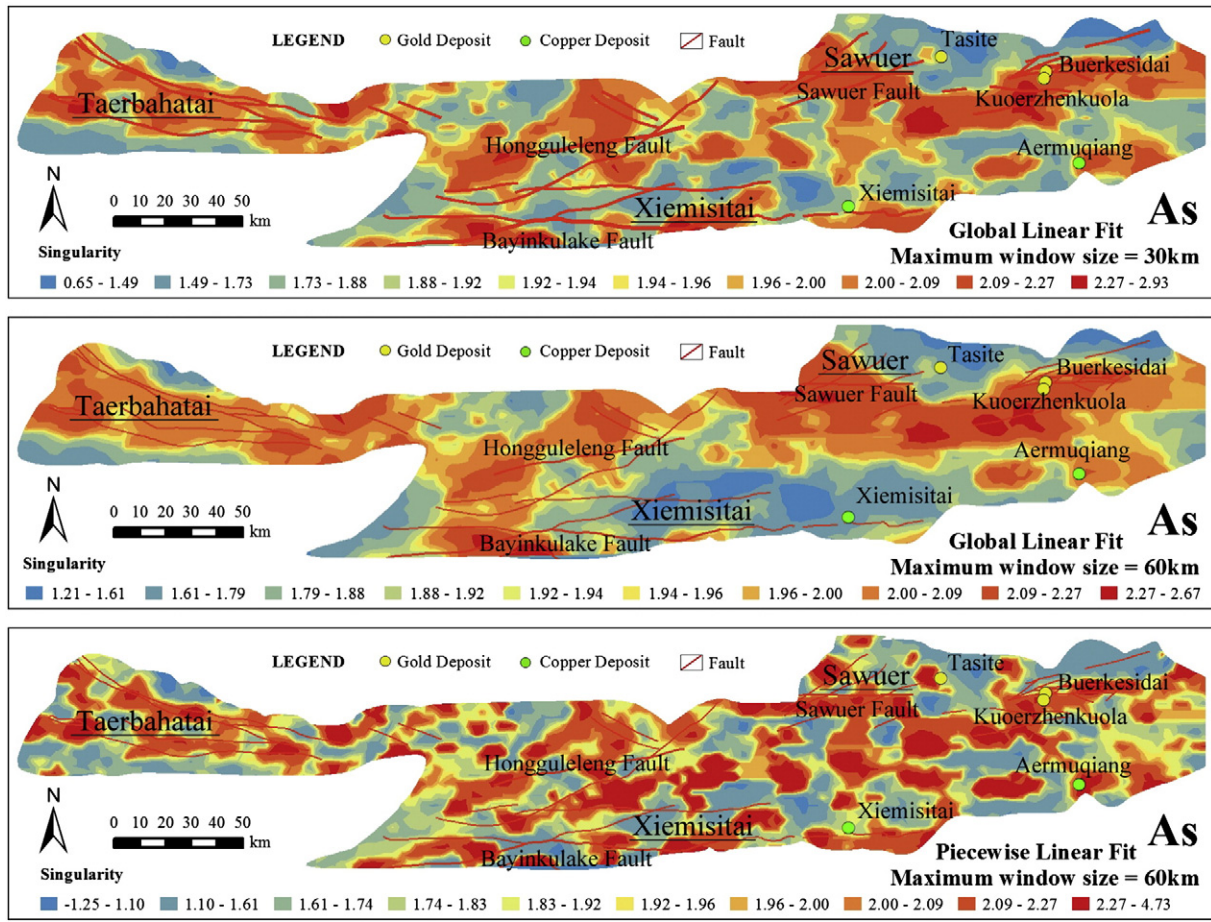 LEGEND Gold Deposit Copper Deposit Fault
Tasite
Sawuer
Buerkesidai
Taerbahatai
Sawuer Fault
Kuoerzhenkuola
Hongguleleng Fault
Aermuqiang
N
Xiemisitai
Xiemisitai
0 10 20 30 40 50
km
As
Bayinkulake Fault
Global Linear Fit
Singularity
Maximum window size = 30km
0.65 - 1.49 1.49 - 1.73 1.73 - 1.88 1.88 - 1.92 1.92 - 1.94 1.94 - 1.96 1.96 - 2.00 2.00 - 2.09 2.09 - 2.27 2.27 - 2.93
LEGEND Gold Deposit Copper Deposit Fault
Tasite
Sawuer
Buerkesidai
Taerbahatai
Sawuer Fault
Kuoerzhenkuola
Hongguleleng Fault
Aermuqiang
N
Xiemisitai
Xiemisitai
0 10 20 30 40 50
km
As
Bayinkulake Fault
Global Linear Fit
Singularity
Maximum window size = 60km
1.21 - 1.61 1.61 - 1.79 1.79 - 1.88 1.88 - 1.92 1.92 - 1.94 1.94 - 1.96 1.96 - 2.00 2.00 - 2.09 2.09 - 2.27 2.27 - 2.67
LEGEND Gold Deposit Copper Deposit Fault
Tasite
Sawuer
Buerkesidai
Taerbahatai
Sawuer Fault
Kuoerzhenkuola
Hongguleleng Fault
Aermuqiang
N
Xiemisitai
Xiemisitai
0 10 20 30 40 50
km
As
Bayinkulake Fault
Piecewise Linear Fit
Singularity
Maximum window size = 60km
-1.25 - 1.10 1.10 - 1.61 1.61 - 1.74 1.74 - 1.83 1.83 - 1.92 1.92 - 1.96 1.96 - 2.00 2.00 - 2.09 2.09 - 2.27 2.27 - 4.73